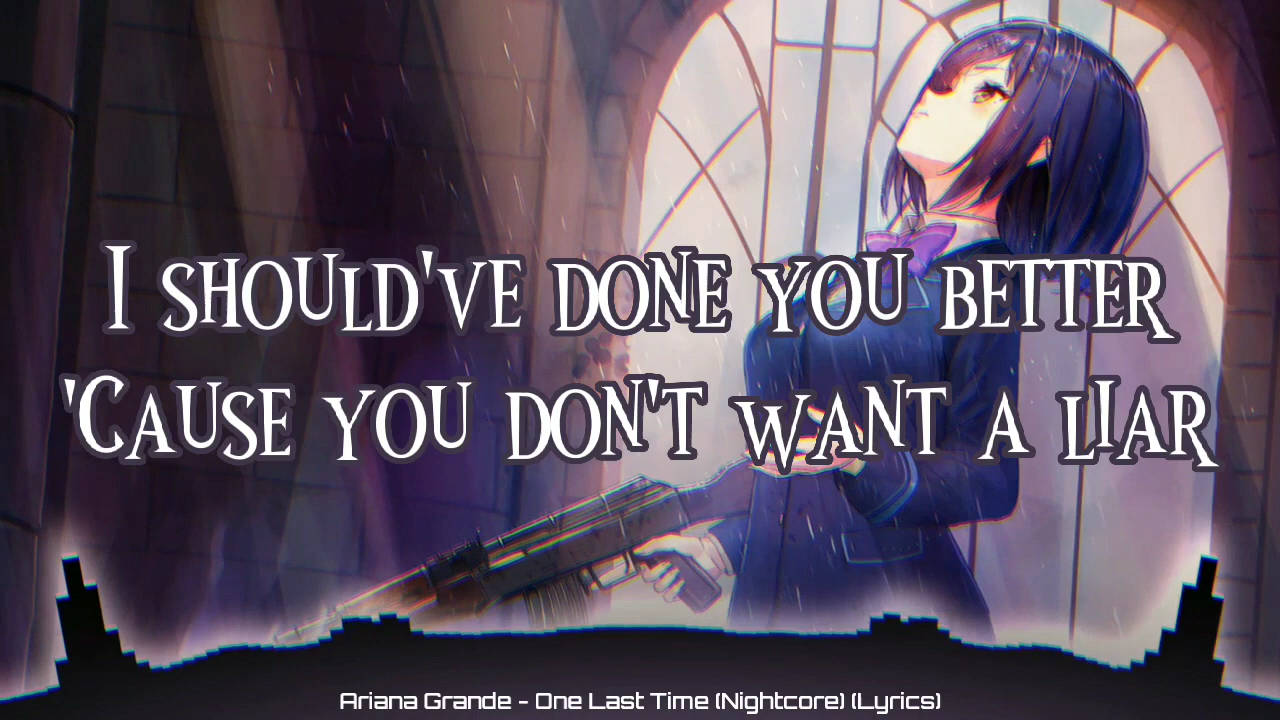 I should've done you better
'Cause you don't want a liar
Ariana Grande - One Last Time (Nightcore) (Lyrics)